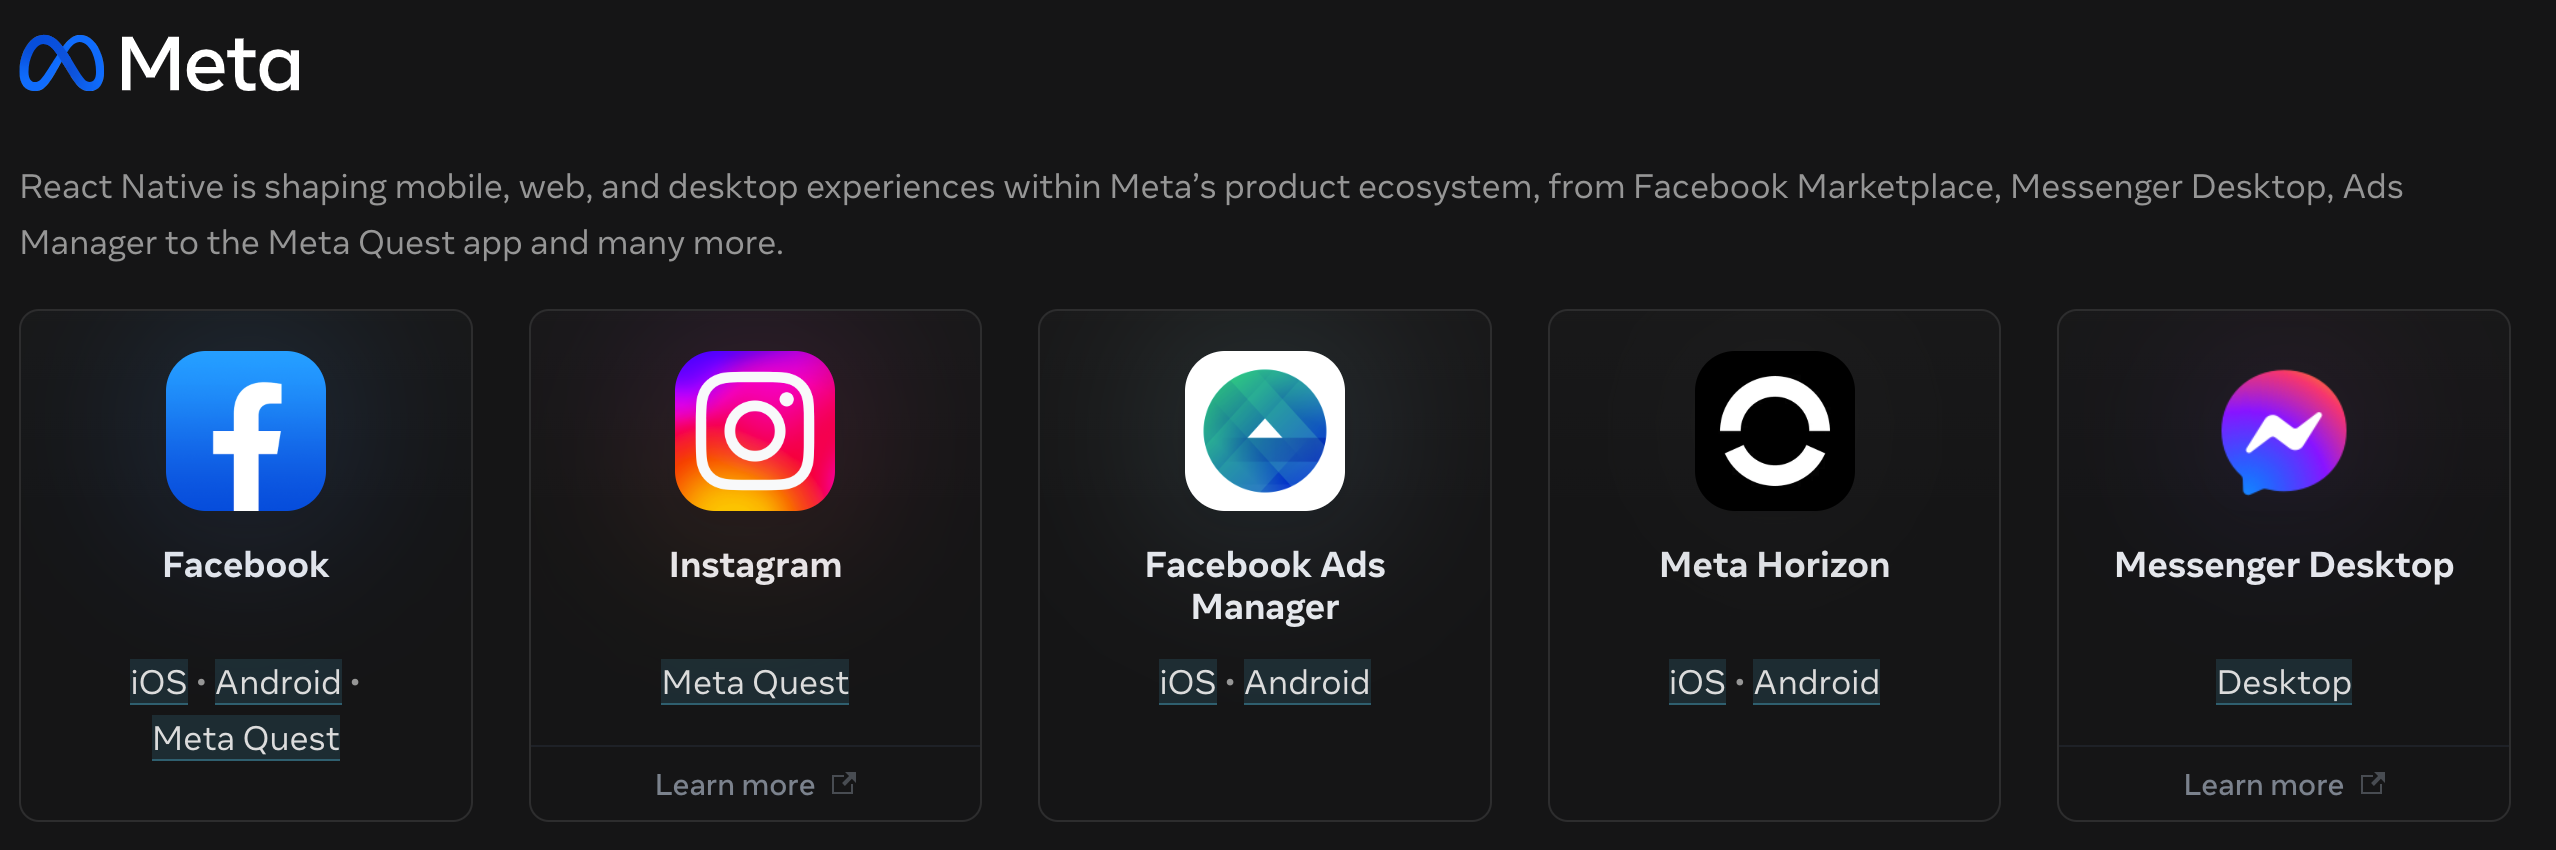 Meta
React Native is shaping mobile, web, and desktop experiences within Meta’s product ecosystem, from Facebook Marketplace, Messenger Desktop, Ads
Manager to the Meta Quest app and many more.
Facebook
iOS • Android •
Meta Quest
Instagram
Meta Quest
Learn more
Facebook Ads
Manager
iOS • Android
Meta Horizon
iOS • Android
Messenger Desktop
Desktop
Learn more